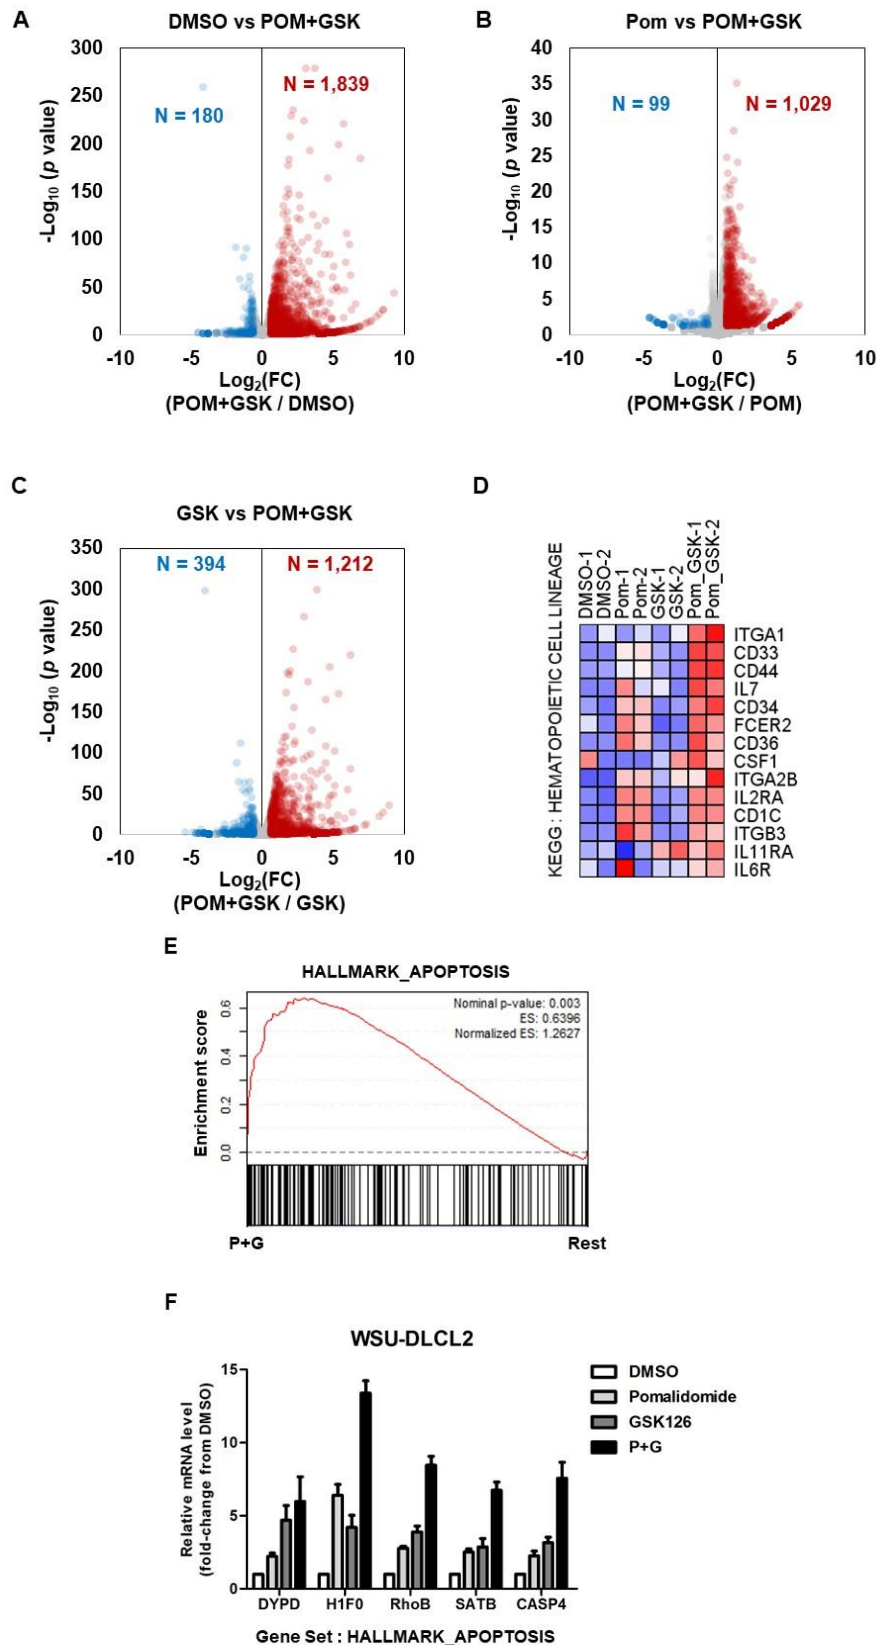 A
DMSO vs POM+GSK
300
250
200
150
100
50
0
-Log10 (p value)
N = 180
N = 1,839
-10 -5 0 5 10
Log2(FC)
(POM+GSK / DMSO)
B
Pom vs POM+GSK
40
35
30
25
20
15
10
5
0
-Log10 (p value)
N = 99
N = 1,029
-10 -5 0 5 10
Log2(FC)
(POM+GSK / POM)
C
GSK vs POM+GSK
350
300
250
200
150
100
50
0
-Log10 (p value)
N = 394
N = 1,212
-10 -5 0 5 10
Log2(FC)
(POM+GSK / GSK)
D
KEGG : HEMATOPOIETIC CELL LINEAGE
DMSO-1
DMSO-2
Pom-1
Pom-2
GSK-1
GSK-2
Pom_GSK-1
Pom_GSK-2
ITGA1
CD33
CD44
IL7
CD34
FCER2
CD36
CSF1
ITGA2B
IL2RA
CD1C
ITGB3
IL11RA
IL6R
E
HALLMARK_APOPTOSIS
Nominal p-value: 0.003
ES: 0.6396
Normalized ES: 1.2627
Enrichment score
0.6
0.4
0.2
0.0
P+G Rest
F
WSU-DLCL2
15
10
5
0
Relative mRNA level
(fold-change from DMSO)
DMSO
Pomalidomide
GSK126
P+G
DYPD H1F0 RhoB SATB CASP4
Gene Set : HALLMARK_APOPTOSIS